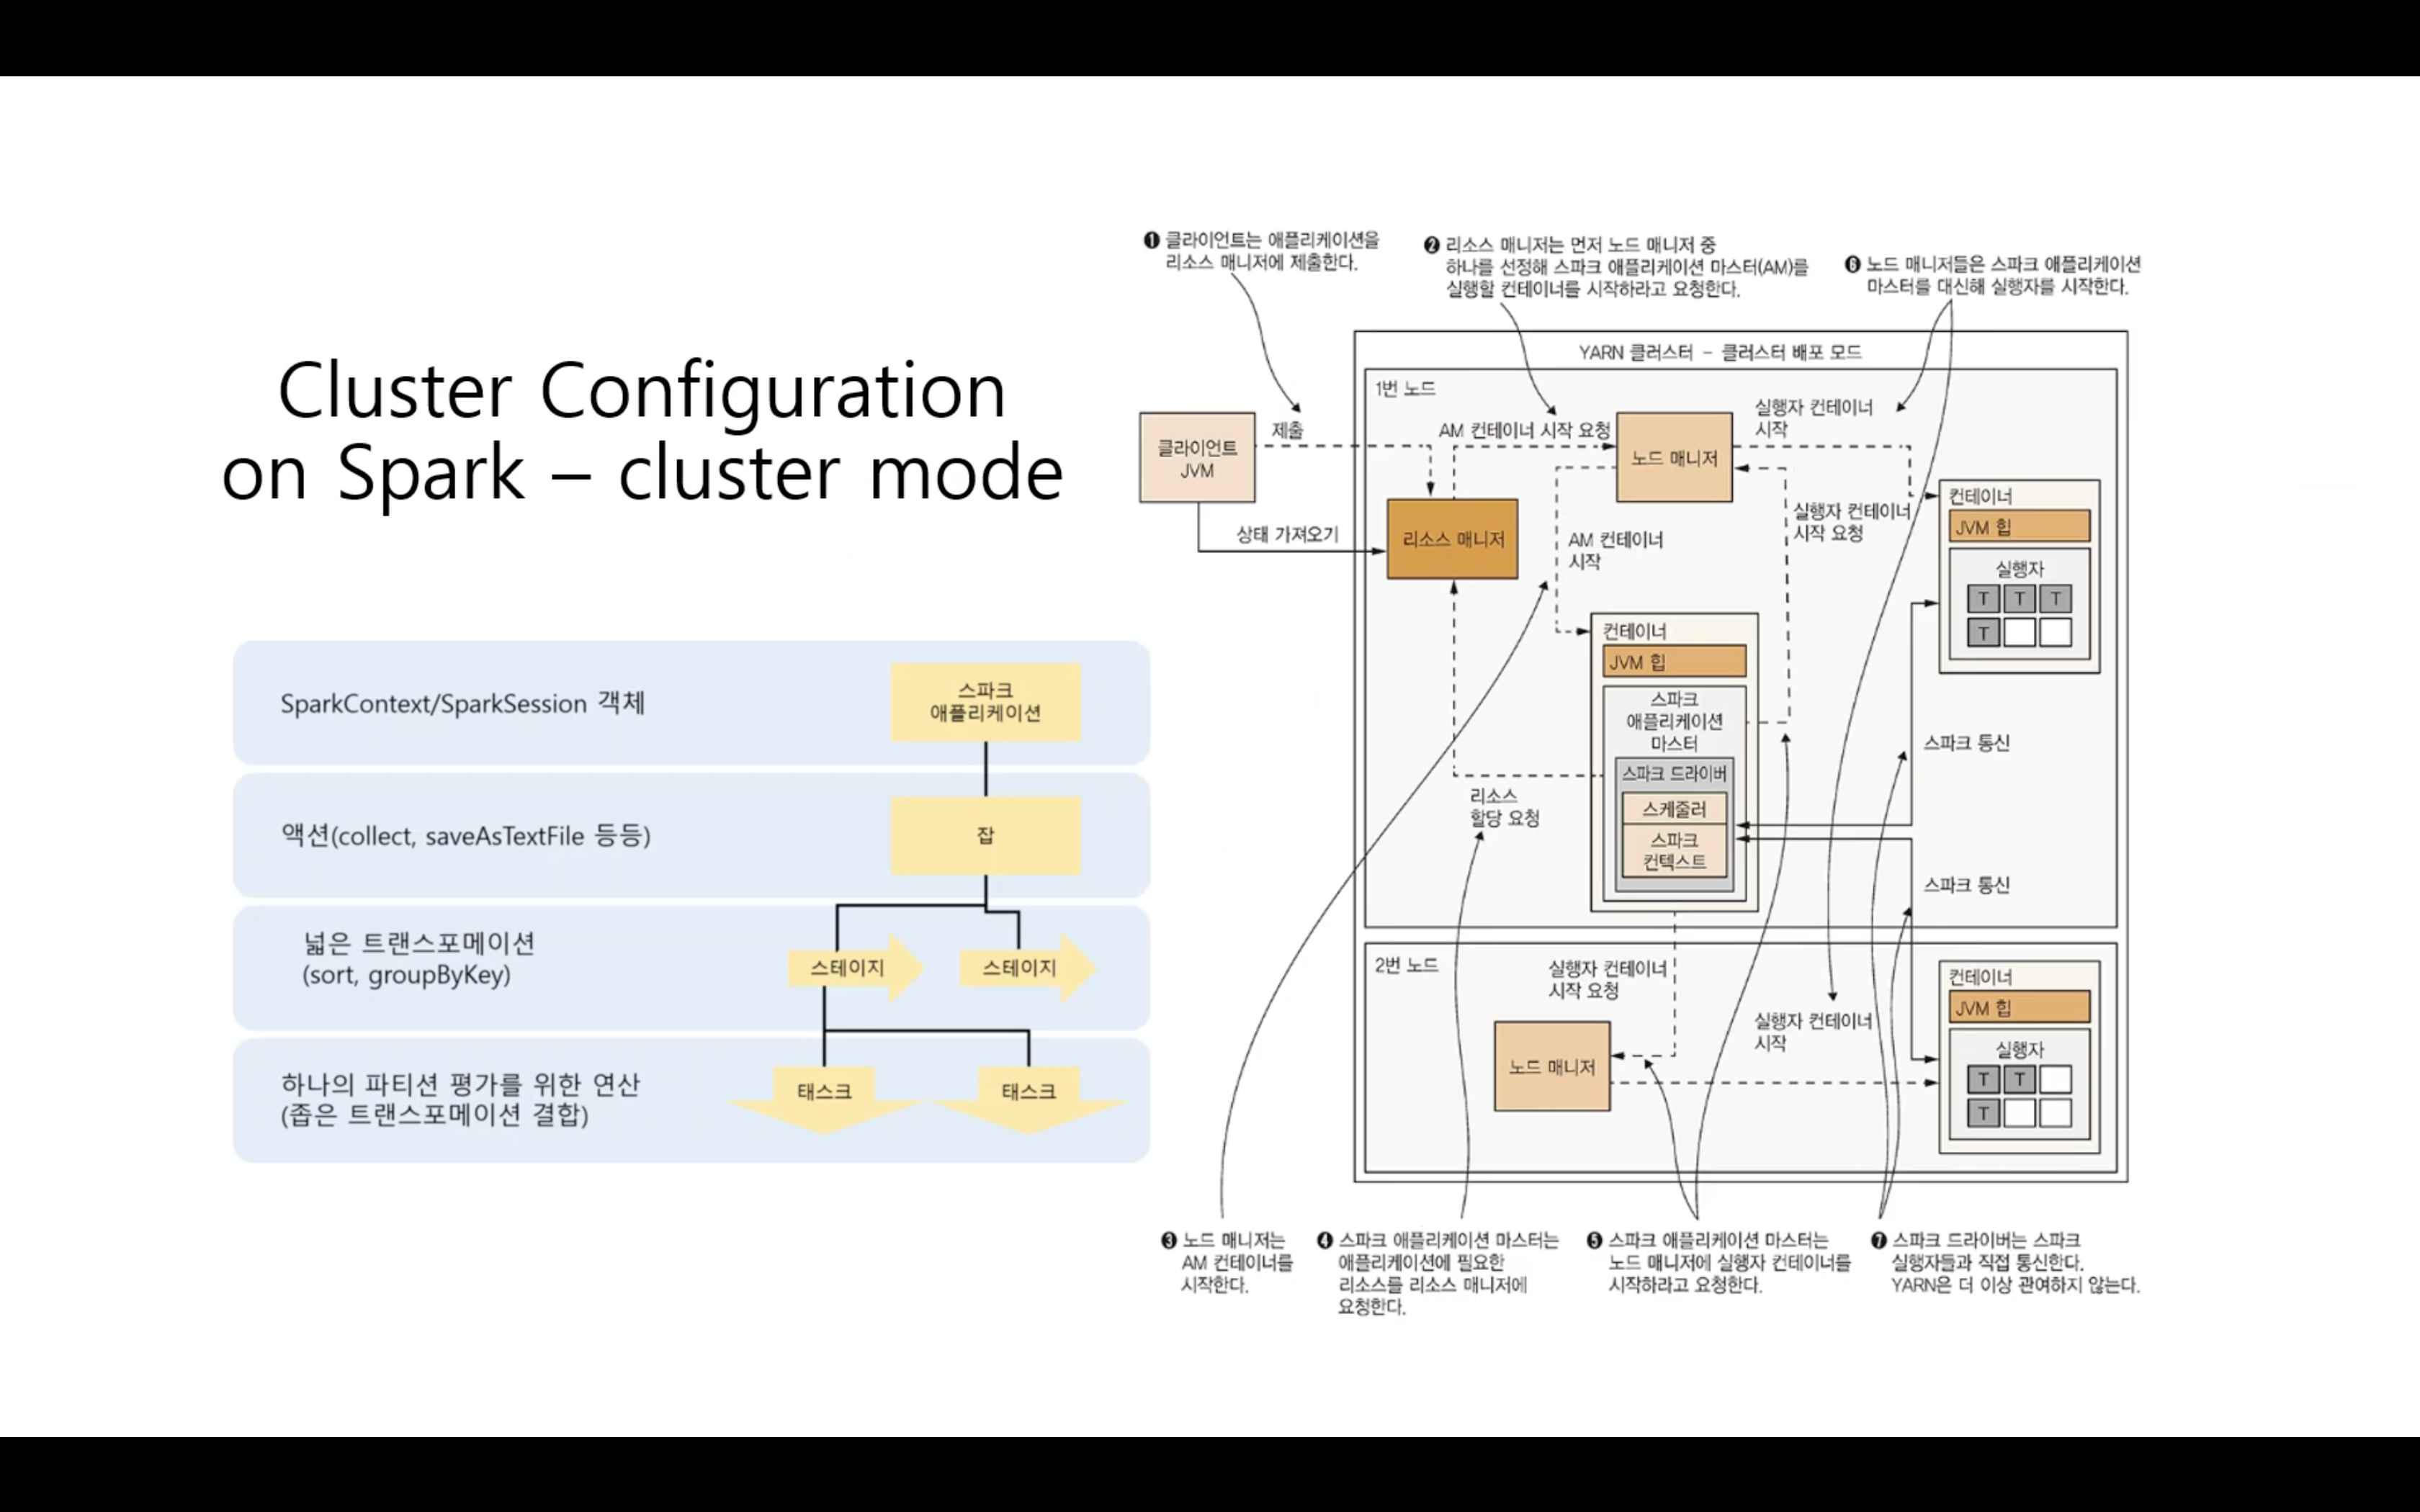 Cluster Configuration
on Spark – cluster mode
SparkContext/SparkSession 객체
스파크
애플리케이션
액션(collect, saveAsTextFile 등등)
잡
넓은 트랜스포메이션
(sort, groupByKey)
스테이지
스테이지
하나의 파티션 평가를 위한 연산
(좁은 트랜스포메이션 결합)
태스크
태스크
❶ 클라이언트는 애플리케이션을
리소스 매니저에 제출한다.
❷ 리소스 매니저는 먼저 노드 매니저 중
하나를 선정해 스파크 애플리케이션 마스터(AM)를
실행할 컨테이너를 시작하라고 요청한다.
❻ 노드 매니저들은 스파크 애플리케이션
마스터를 대신해 실행자를 시작한다.
YARN 클러스터 – 클러스터 배포 모드
1번 노드
클라이언트
JVM
제출
상태 가져오기
리소스 매니저
AM 컨테이너 시작 요청
노드 매니저
실행자 컨테이너
시작
AM 컨테이너
시작
실행자 컨테이너
시작 요청
컨테이너
JVM 힙
실행자
T T T
T
컨테이너
JVM 힙
스파크
애플리케이션
마스터
스파크 드라이버
스케줄러
스파크
컨텍스트
리소스
할당 요청
스파크 통신
스파크 통신
2번 노드
실행자 컨테이너
시작 요청
노드 매니저
실행자 컨테이너
시작
컨테이너
JVM 힙
실행자
T T
T
❸ 노드 매니저는
AM 컨테이너를
시작한다.
❹ 스파크 애플리케이션 마스터는
애플리케이션에 필요한
리소스를 리소스 매니저에
요청한다.
❺ 스파크 애플리케이션 마스터는
노드 매니저에 실행자 컨테이너를
시작하라고 요청한다.
❼ 스파크 드라이버는 스파크
실행자들과 직접 통신한다.
YARN은 더 이상 관여하지 않는다.